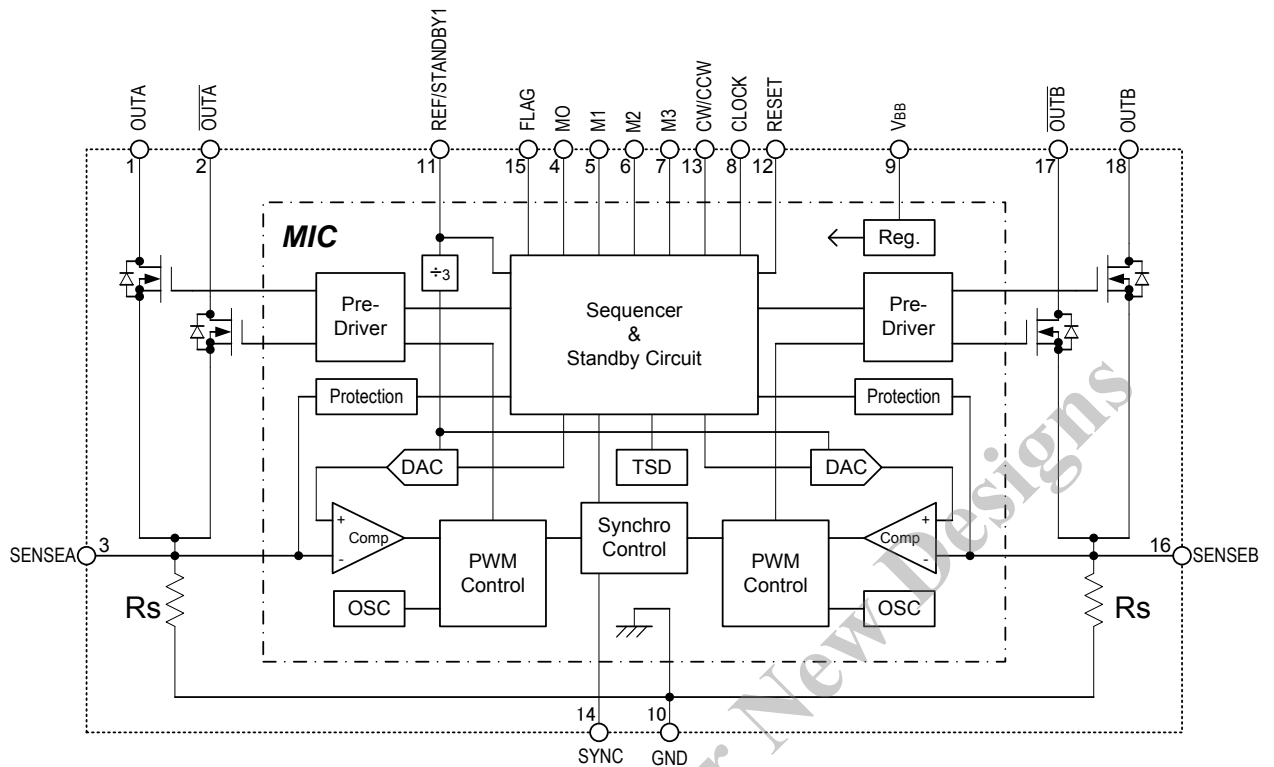 OUTA
OUTA
REF/STANDBY1
FLAG
MO
M1
M2
M3
CW/CCW
CLOCK
RESET
VBB
OUTB
OUTB
1
2
11
15
4
5
6
7
13
8
12
9
17
18
MIC
Reg.
÷3
Pre-
Driver
Sequencer
&
Standby Circuit
Pre-
Driver
Protection
Protection
DAC
TSD
DAC
+
-
Comp
PWM
Control
Synchro
Control
PWM
Control
+
-
Comp
SENSEA
3
16
SENSEB
OSC
OSC
Rs
Rs
14
10
SYNC
GND
r New Designs